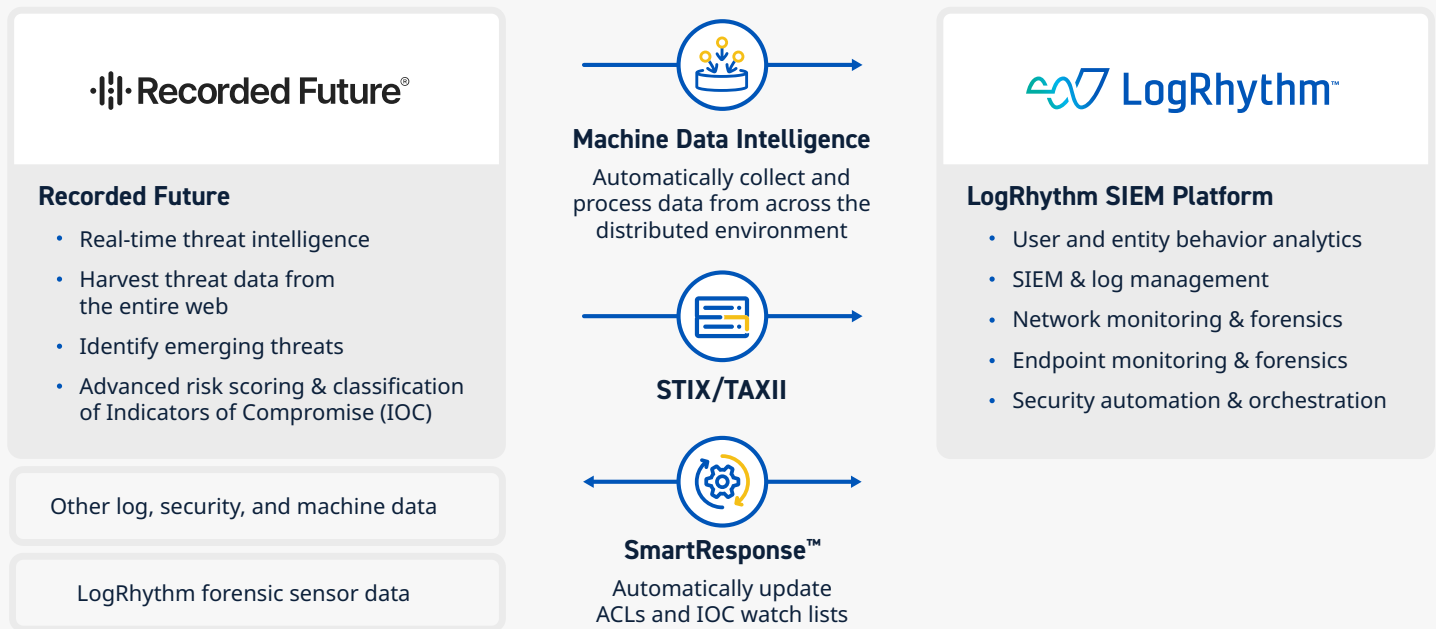 Recorded Future®
Recorded Future
• Real-time threat intelligence
• Harvest threat data from
the entire web
• Identify emerging threats
• Advanced risk scoring & classification
of Indicators of Compromise (IOC)
Other log, security, and machine data
LogRhythm forensic sensor data
Machine Data Intelligence
Automatically collect and
process data from across the
distributed environment
STIX/TAXII
SmartResponse™
Automatically update
ACLs and IOC watch lists
LogRhythm™
LogRhythm SIEM Platform
• User and entity behavior analytics
• SIEM & log management
• Network monitoring & forensics
• Endpoint monitoring & forensics
• Security automation & orchestration